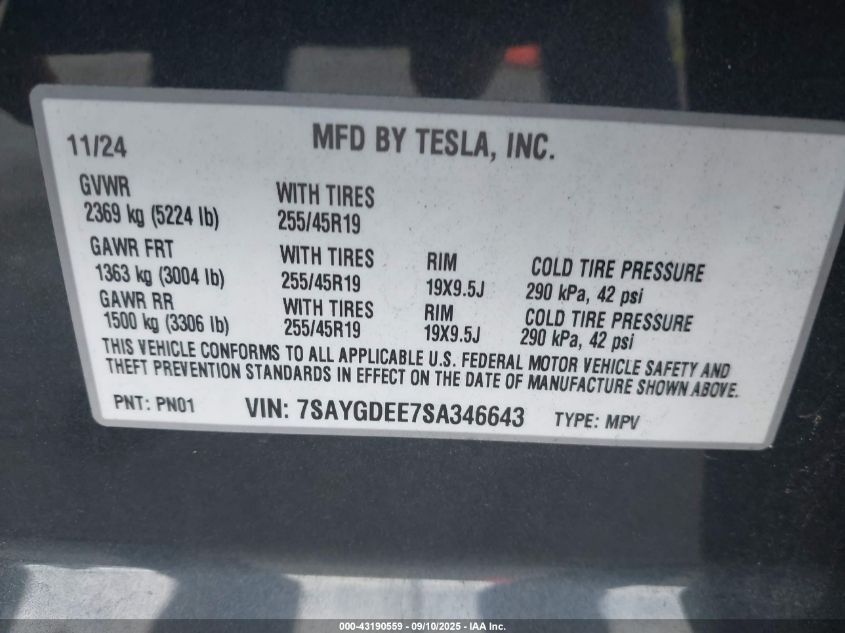 11/24 MFD BY TESLA, INC.
GVWR WITH TIRES
2369 kg (5224 lb) 255/45R19
GAWR FRT WITH TIRES RIM COLD TIRE PRESSURE
1363 kg (3004 lb) 255/45R19 19X9.5J 290 kPa, 42 psi
GAWR RR WITH TIRES RIM COLD TIRE PRESSURE
1500 kg (3306 lb) 255/45R19 19X9.5J 290 kPa, 42 psi
THIS VEHICLE CONFORMS TO ALL APPLICABLE U.S. FEDERAL MOTOR VEHICLE SAFETY AND
THEFT PREVENTION STANDARDS IN EFFECT ON THE DATE OF MANUFACTURE SHOWN ABOVE.
PNT: PN01 VIN: 7SAYGDEE7SA346643 TYPE: MPV
000-43190559 - 09/10/2025 - IAA Inc.